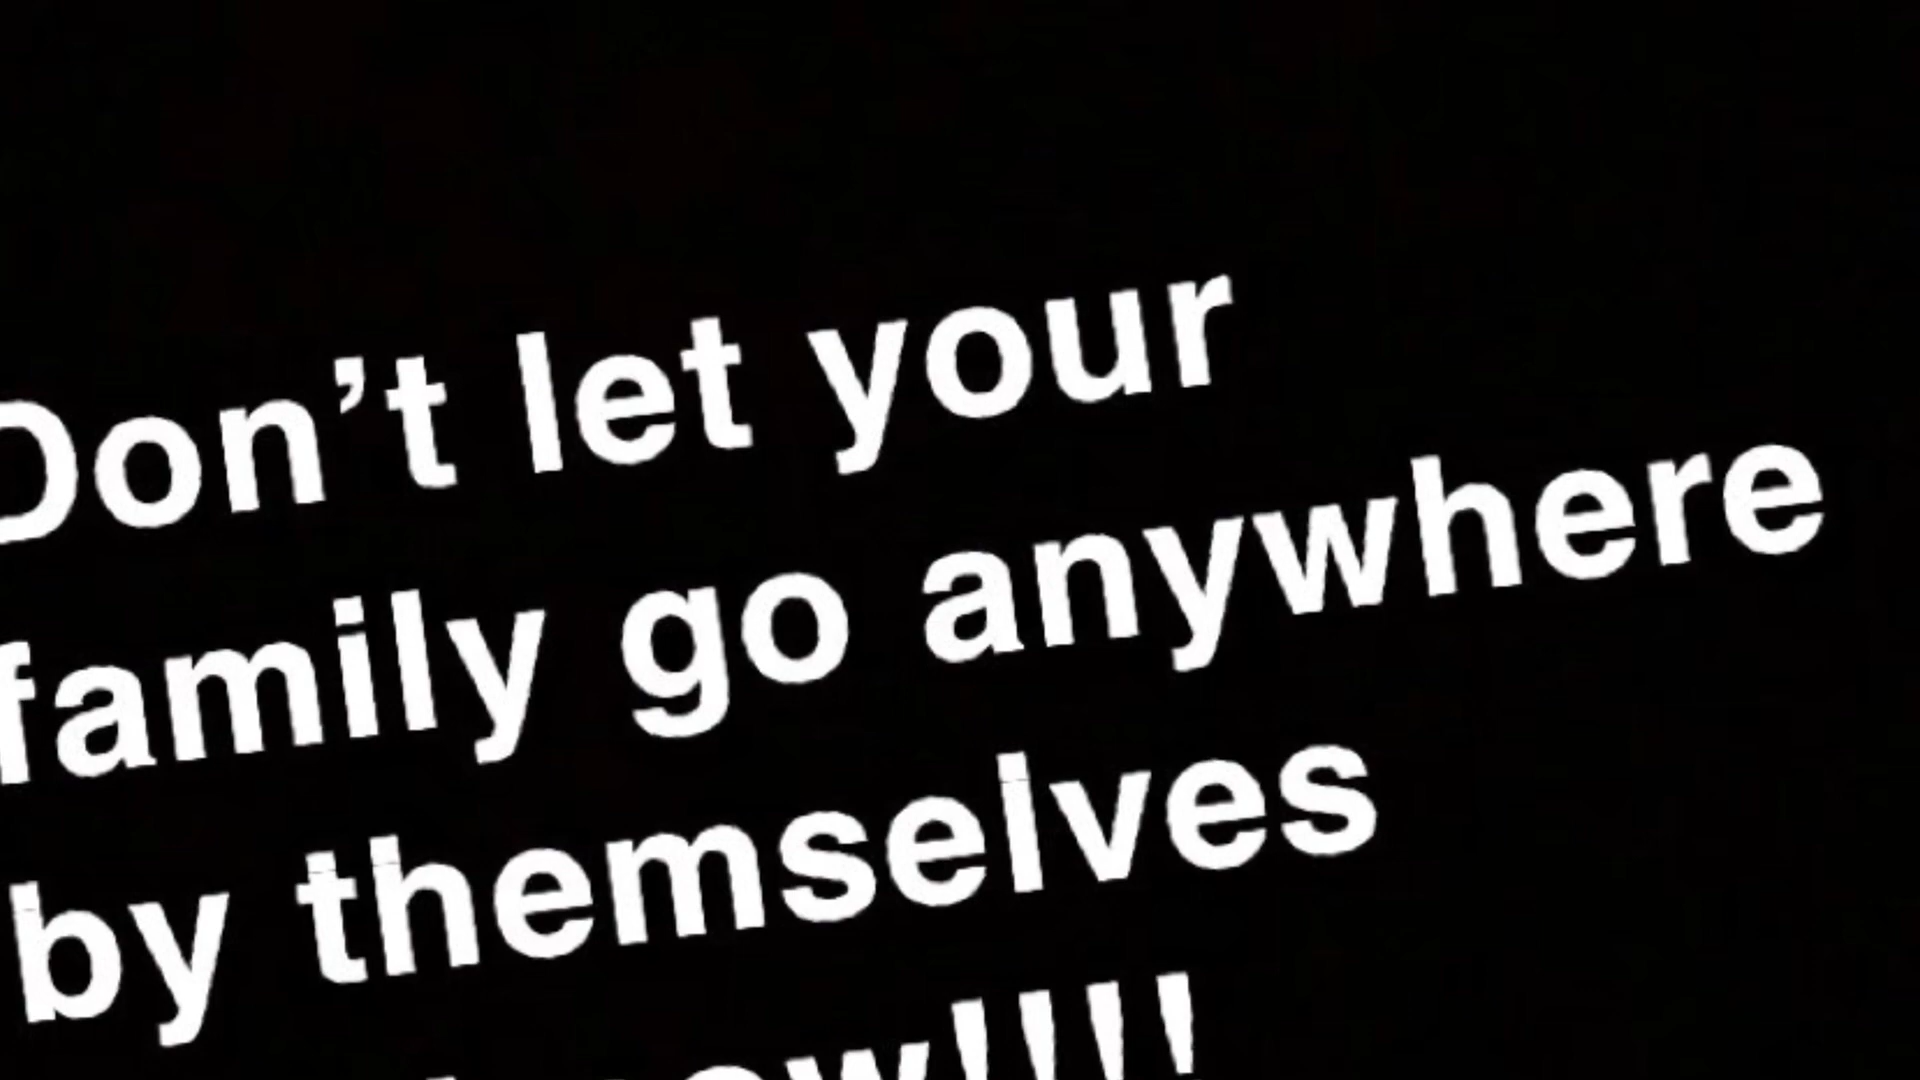 Don’t let your
family go anywhere
by themselves